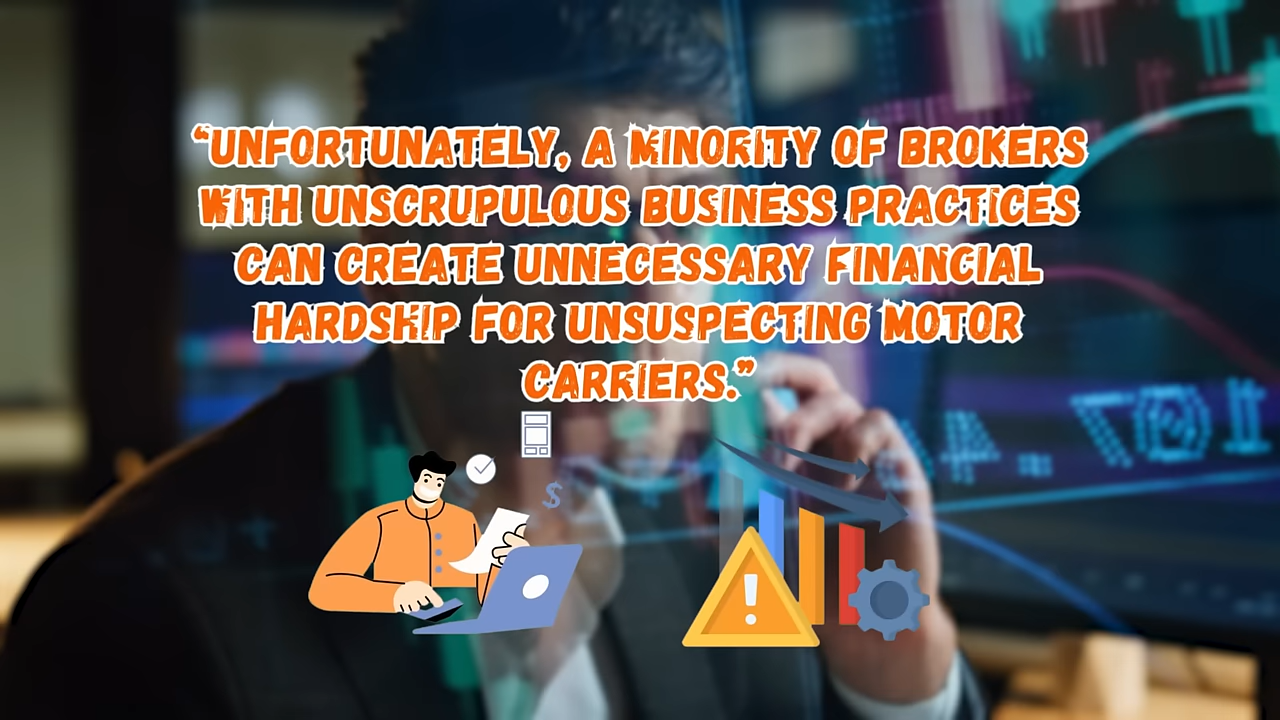 “UNFORTUNATELY, A MINORITY OF BROKERS
WITH UNSCRUPULOUS BUSINESS PRACTICES
CAN CREATE UNNECESSARY FINANCIAL
HARDSHIP FOR UNSUSPECTING MOTOR
CARRIERS.”
$